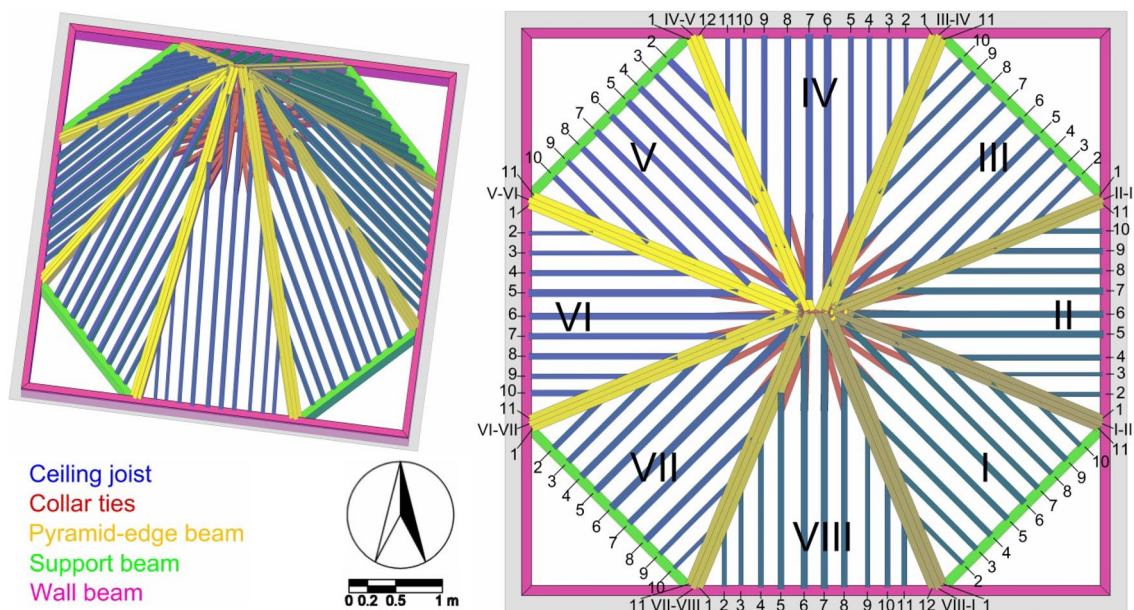 1 IV-V 12 11 10 9 8 7 6 5 4 3 2 1 III-IV 11
2 3 4 5 6 7 8 9 10 11
10 9 8 7 6 5 4 3 2 1
IV
V
III
V-VI
II-I
1 2 3 4 5 6 7 8 9 10 11
11 10 9 8 7 6 5 4 3 2 1
VI
II
VI-VII
I-II
1 2 3 4 5 6 7 8 9 10
11 10 9 8 7 6 5 4 3 2
VII
I
VIII
11 VII-VIII 1 2 3 4 5 6 7 8 9 10 11 12 VIII-I 1
Ceiling joist
Collar ties
Pyramid-edge beam
Support beam
Wall beam
0 0.2 0.5 1 m